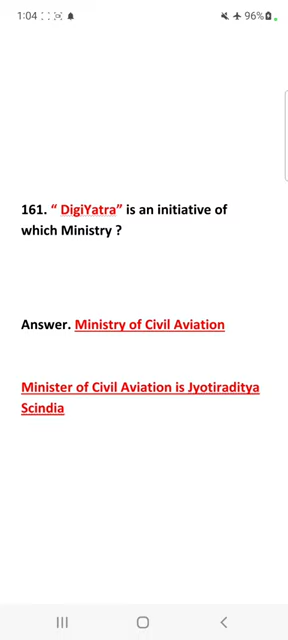 1:04
96%
161. “ DigiYatra” is an initiative of
which Ministry ?
Answer. Ministry of Civil Aviation
Minister of Civil Aviation is Jyotiraditya
Scindia